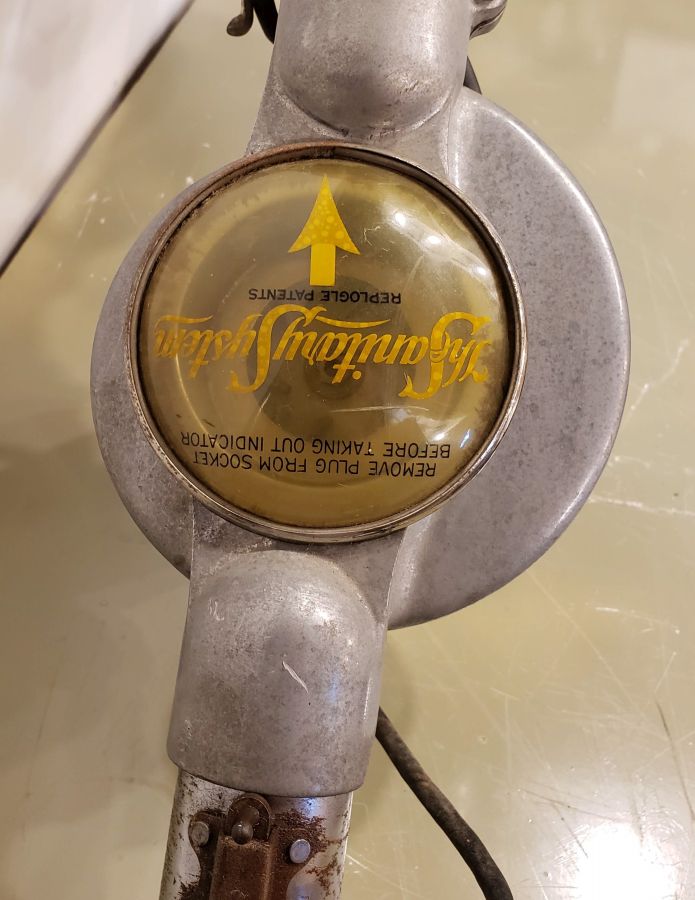 REMOVE PLUG FROM SOCKET
BEFORE TAKING OUT INDICATOR
The Sanitary System
REPLOGLE PATENTS